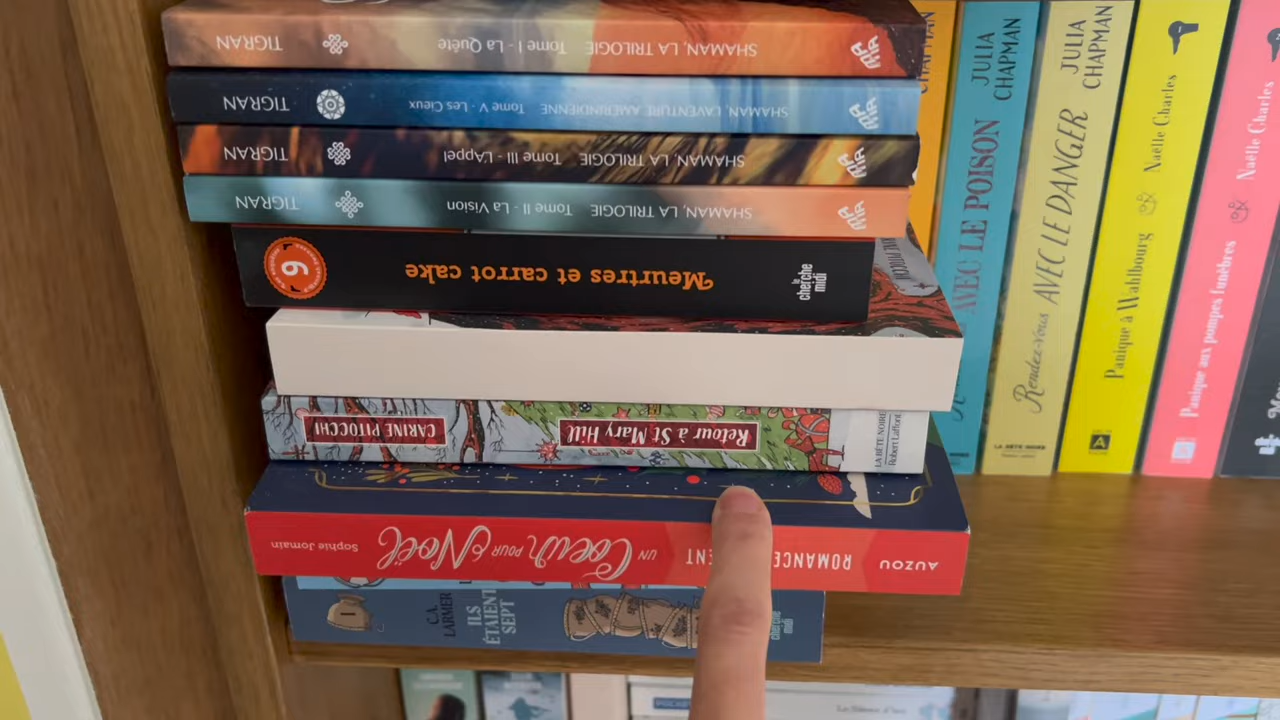 SHAMAN, LA TRILOGIE Tome I - La Quête TIGRAN
SHAMAN, L'AVENTURE AMÉRINDIENNE Tome V - Les Cieux TIGRAN
SHAMAN, LA TRILOGIE Tome III - L'Appel TIGRAN
SHAMAN, LA TRILOGIE Tome II - La Vision TIGRAN
le cherche midi Meurtres et carrot cake 9
LA BÊTE NOIRE Robert Laffont Retour à St Mary Hill CARINE PITOCCHI
AUZOU ROMANCE ENT UN Coeur POUR Noël Sophie Jomain
C.A. LARMER
ILS ÉTAIENT SEPT
cherche midi
CHAPMAN
AVEC LE POISON JULIA CHAPMAN
Rendez-vous AVEC LE DANGER JULIA CHAPMAN
LA BÊTE NOIRE
Panique à Wahlbourg Naëlle Charles
A
Panique aux pompes funèbres Naëlle Charles